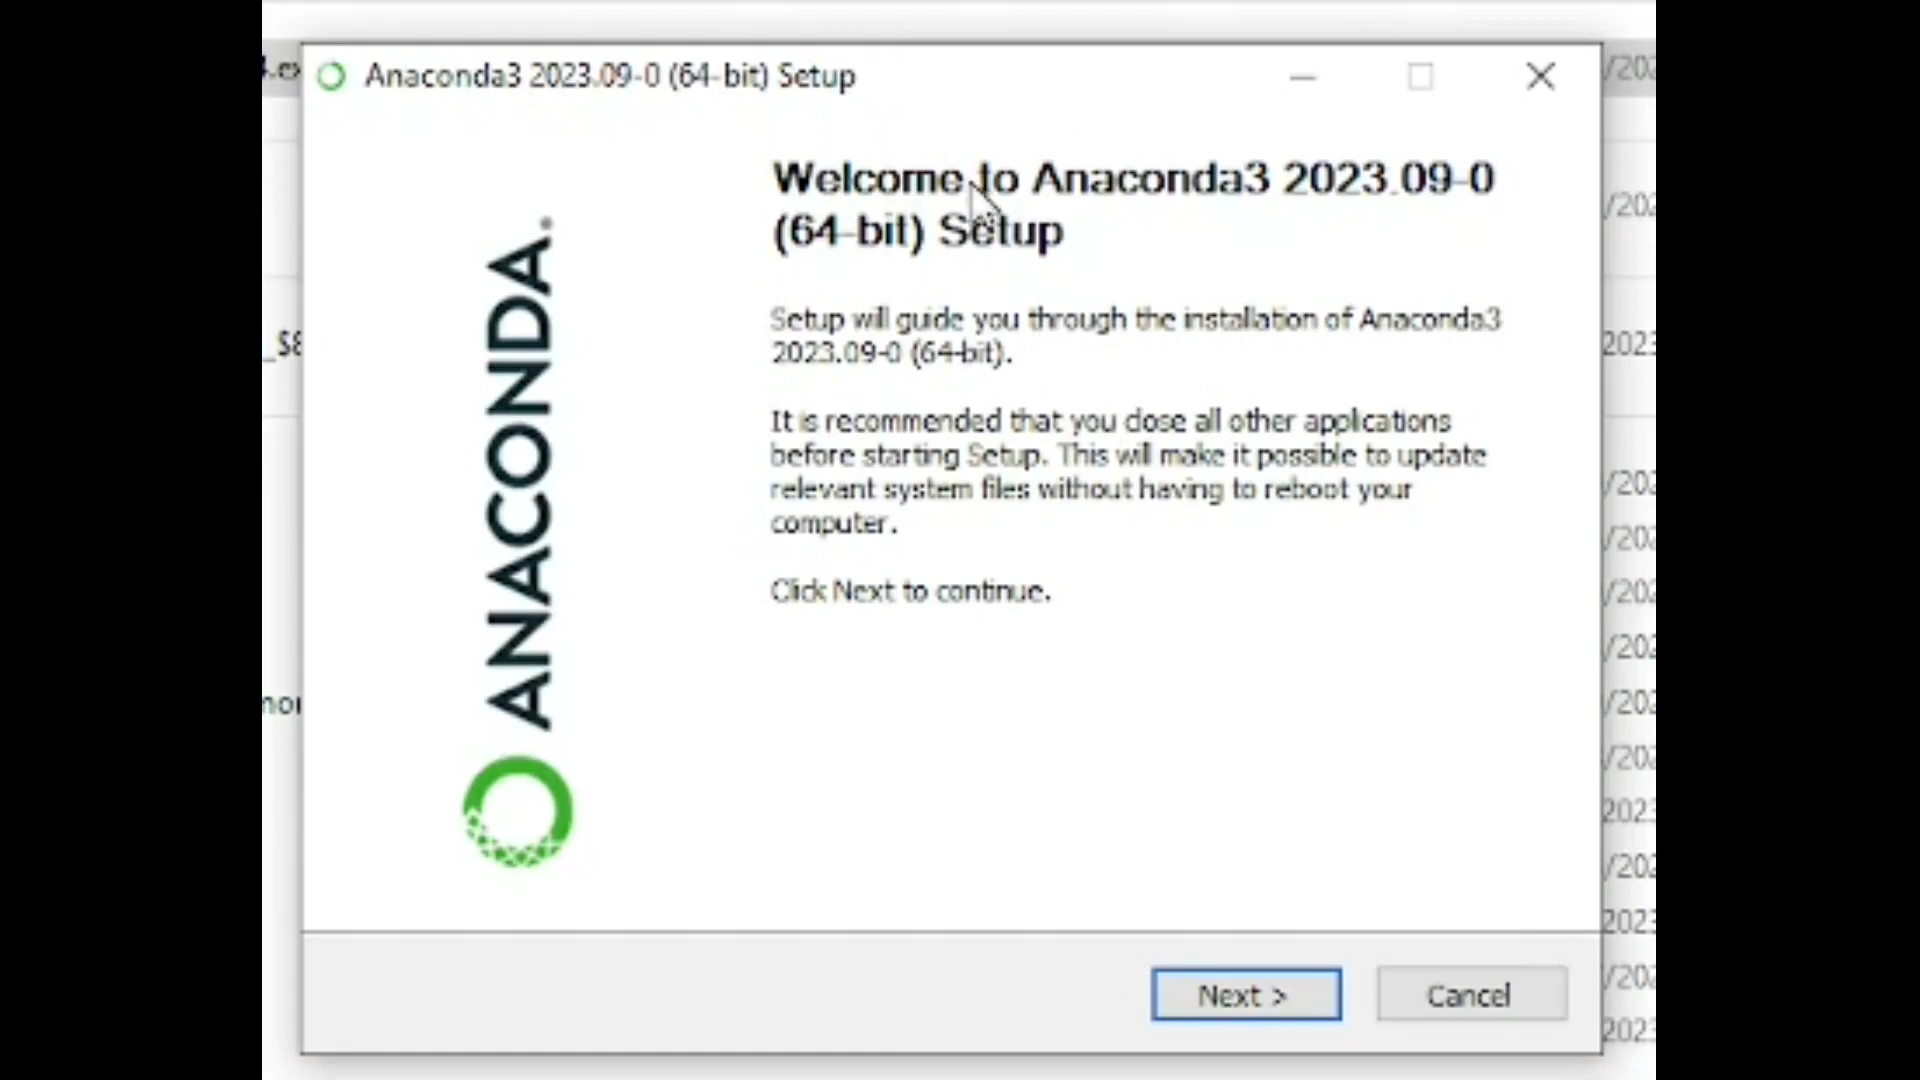 Anaconda3 2023.09-0 (64-bit) Setup
Welcome to Anaconda3 2023.09-0
(64-bit) Setup
ANACONDA.
Setup will guide you through the installation of Anaconda3
2023.09-0 (64-bit).
It is recommended that you close all other applications
before starting Setup. This will make it possible to update
relevant system files without having to reboot your
computer.
Click Next to continue.
Next >
Cancel